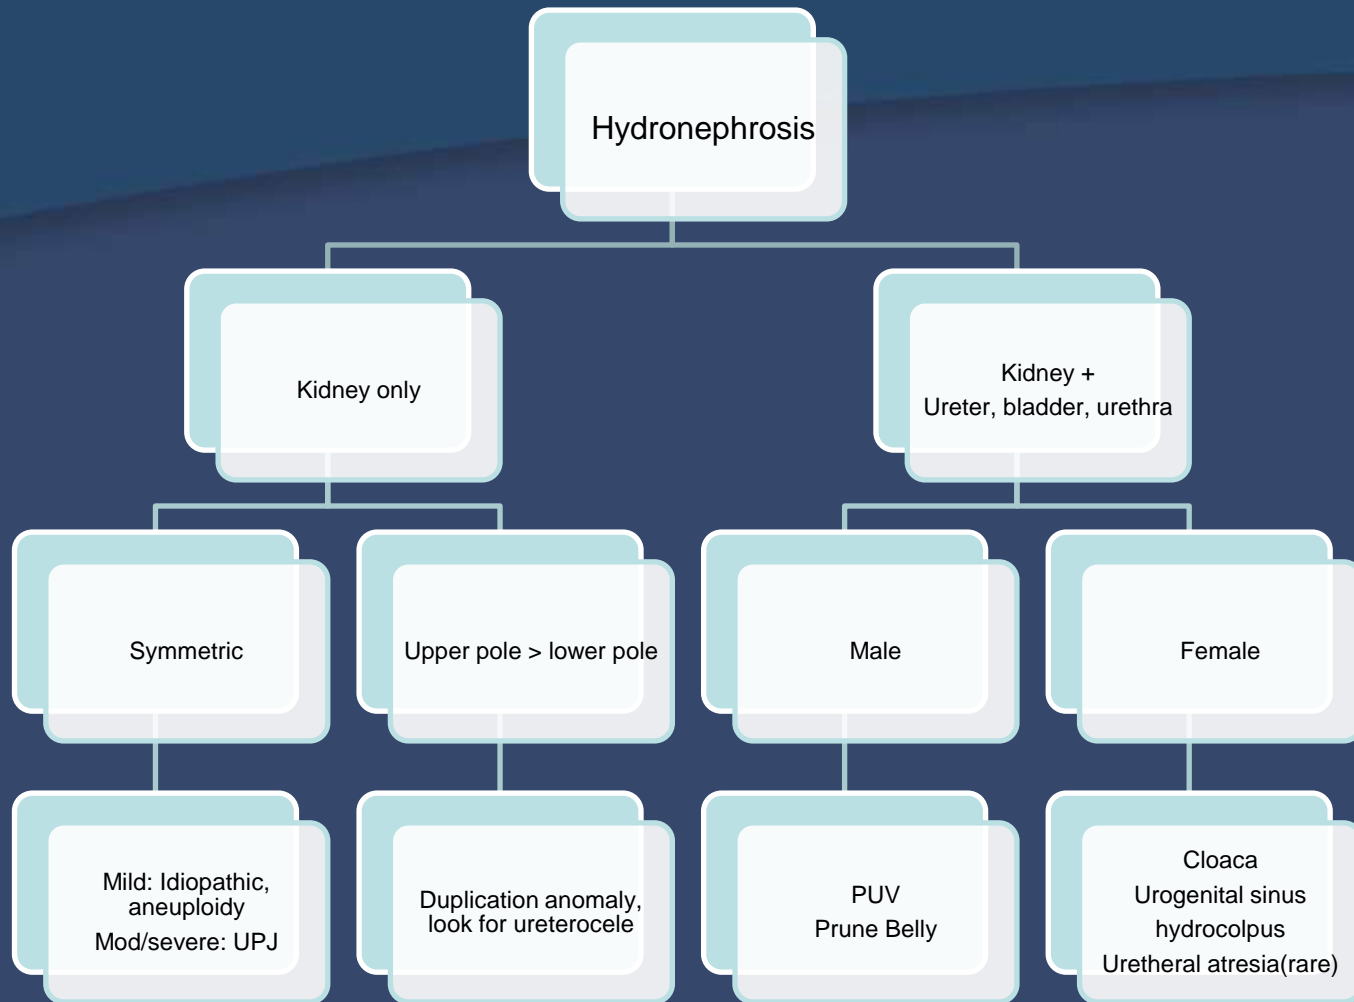 Hydronephrosis
Kidney only
Kidney +
Ureter, bladder, urethra
Symmetric
Upper pole > lower pole
Male
Female
Mild: Idiopathic,
aneuploidy
Mod/severe: UPJ
Duplication anomaly,
look for ureterocele
PUV
Prune Belly
Cloaca
Urogenital sinus
hydrocolpus
Uretheral atresia(rare)